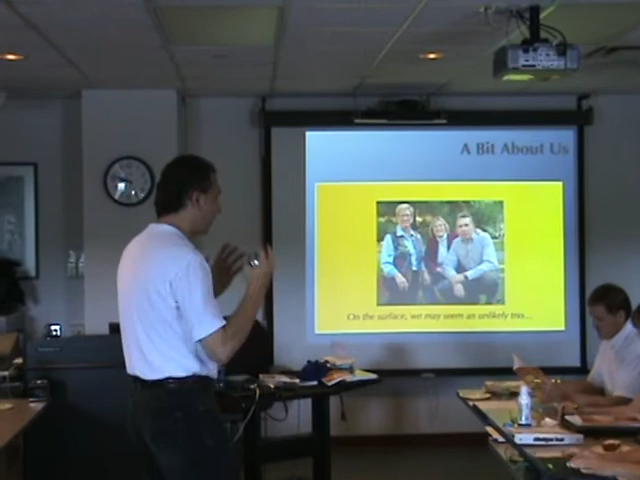 A Bit About Us
On the surface, we may seem an unlikely trio...